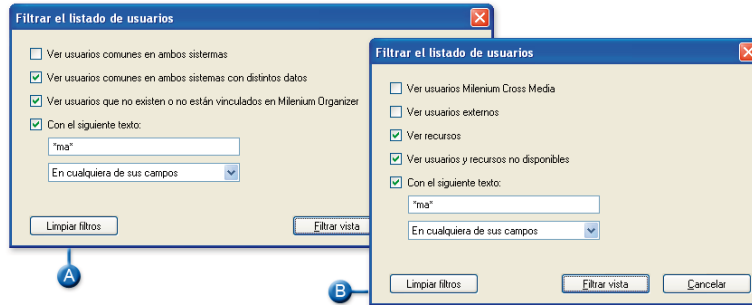 Filtrar el listado de usuarios
Ver usuarios comunes en ambos sistermas
Ver usuarios comunes en ambos sistemas con distintos datos
Ver usuarios que no existen o no están vinculados en Milenium Organizer
Con el siguiente texto:
*ma*
En cualquiera de sus campos
Limpiar filtros
Filtrar vista
A
Filtrar el listado de usuarios
Ver usuarios Milenium Cross Media
Ver usuarios externos
Ver recursos
Ver usuarios y recursos no disponibles
Con el siguiente texto:
*ma*
En cualquiera de sus campos
Limpiar filtros
Filtrar vista
Cancelar
B